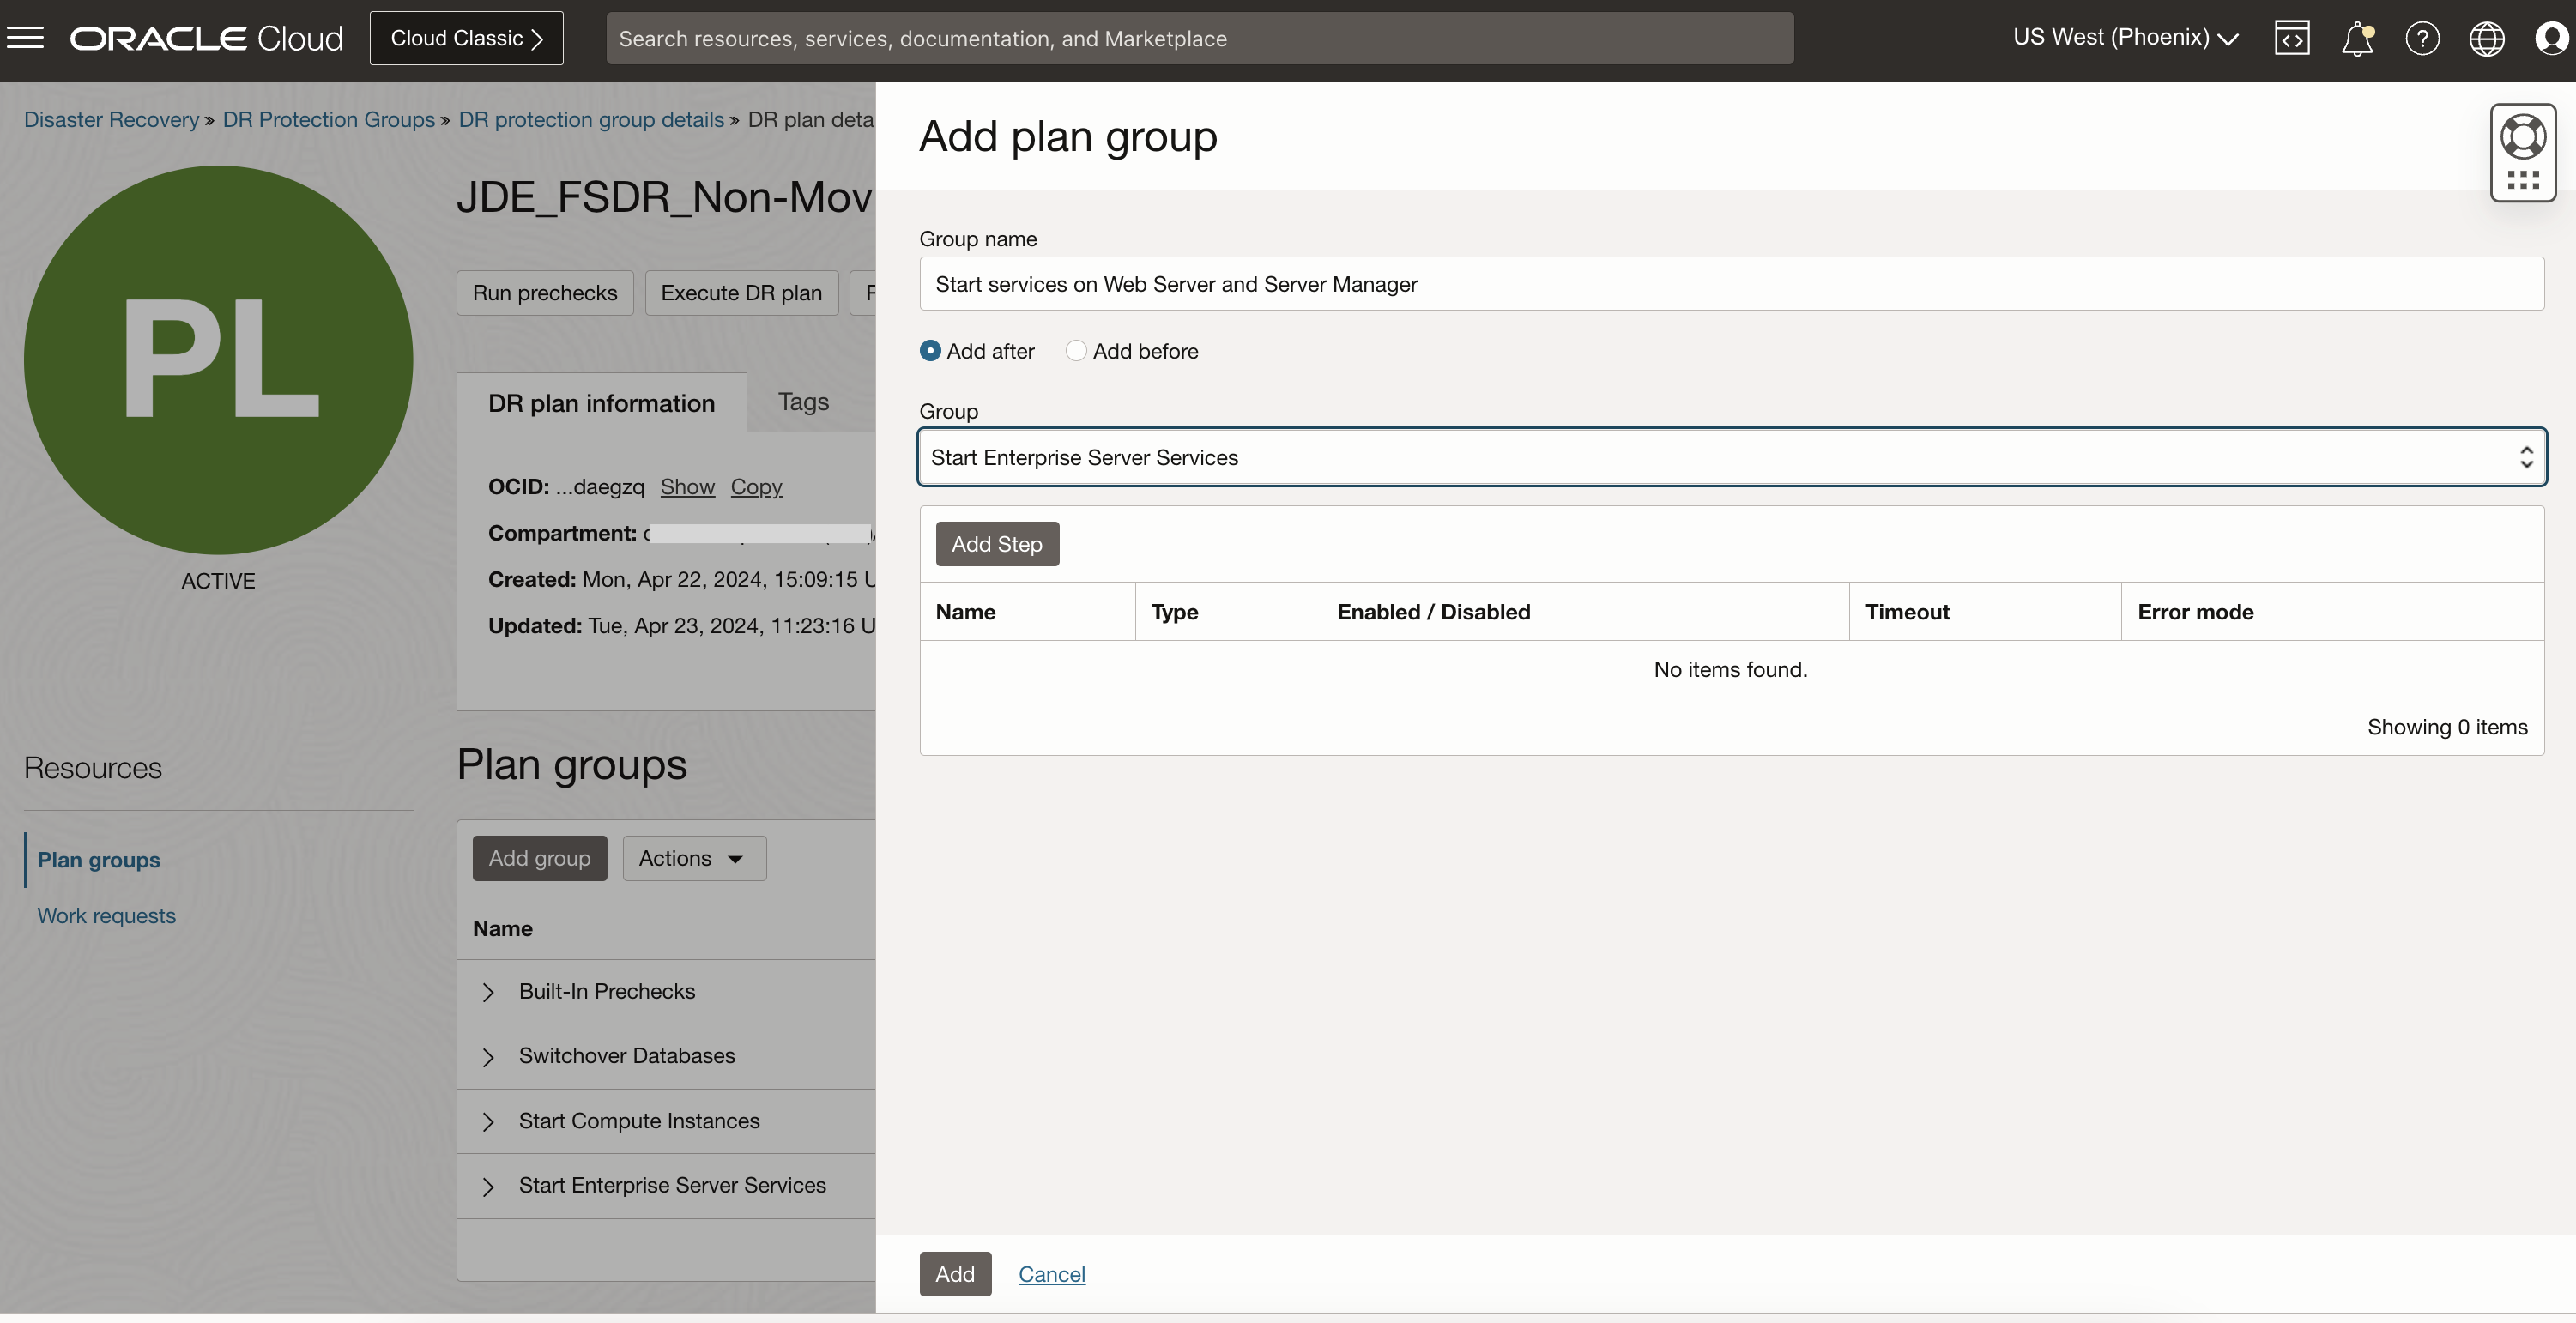 ORACLE Cloud
Cloud Classic
Search resources, services, documentation, and Marketplace
US West (Phoenix)
Disaster Recovery » DR Protection Groups » DR protection group details » DR plan deta
PL
ACTIVE
JDE_FSDR_Non-Mov
Run prechecks
Execute DR plan
DR plan information
Tags
OCID: ...daegzq Show Copy
Compartment:
Created: Mon, Apr 22, 2024, 15:09:15 U
Updated: Tue, Apr 23, 2024, 11:23:16 U
Resources
Plan groups
Work requests
Plan groups
Add group
Actions
Name
Built-In Prechecks
Switchover Databases
Start Compute Instances
Start Enterprise Server Services
Add plan group
Group name
Start services on Web Server and Server Manager
Add after
Add before
Group
Start Enterprise Server Services
Add Step
Name Type Enabled / Disabled Timeout Error mode
No items found.
Showing 0 items
Add
Cancel